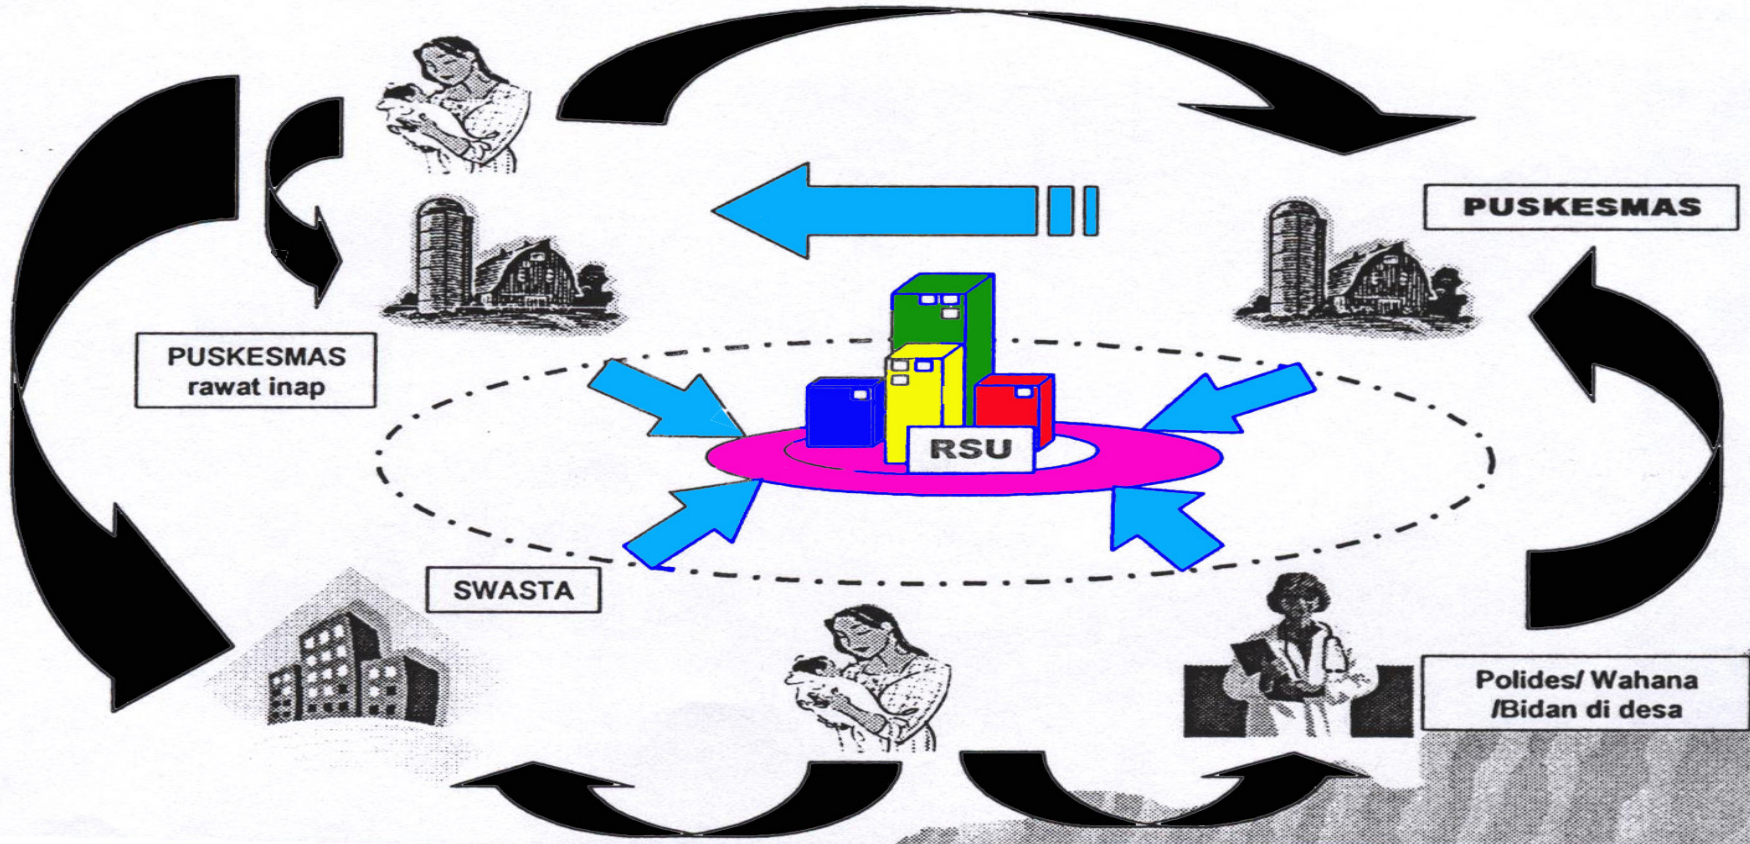 PUSKESMAS
PUSKESMAS
rawat inap
RSU
SWASTA
Polides/ Wahana
/Bidan di desa